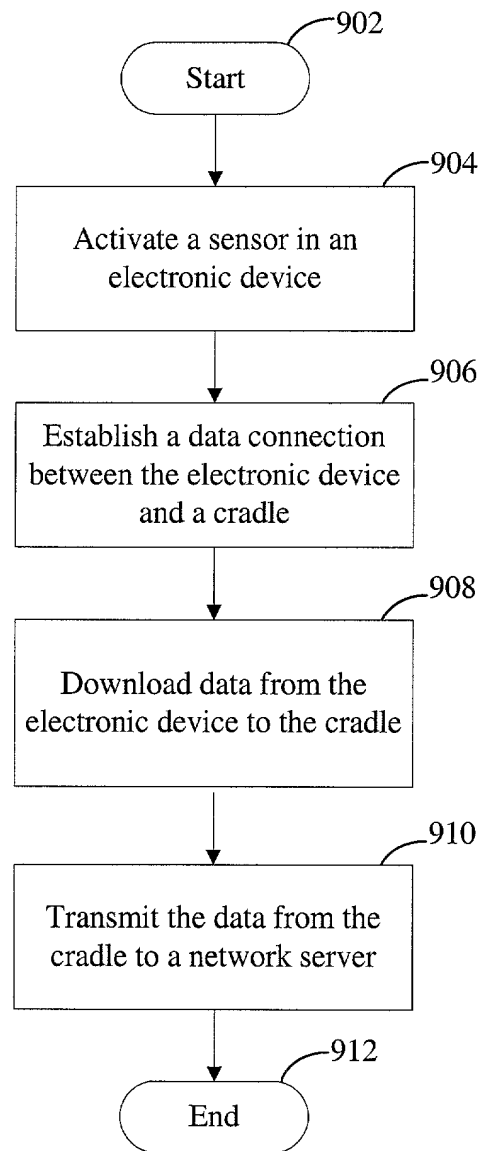 902
Start
904
Activate a sensor in an
electronic device
906
Establish a data connection
between the electronic device
and a cradle
908
Download data from the
electronic device to the cradle
910
Transmit the data from the
cradle to a network server
912
End